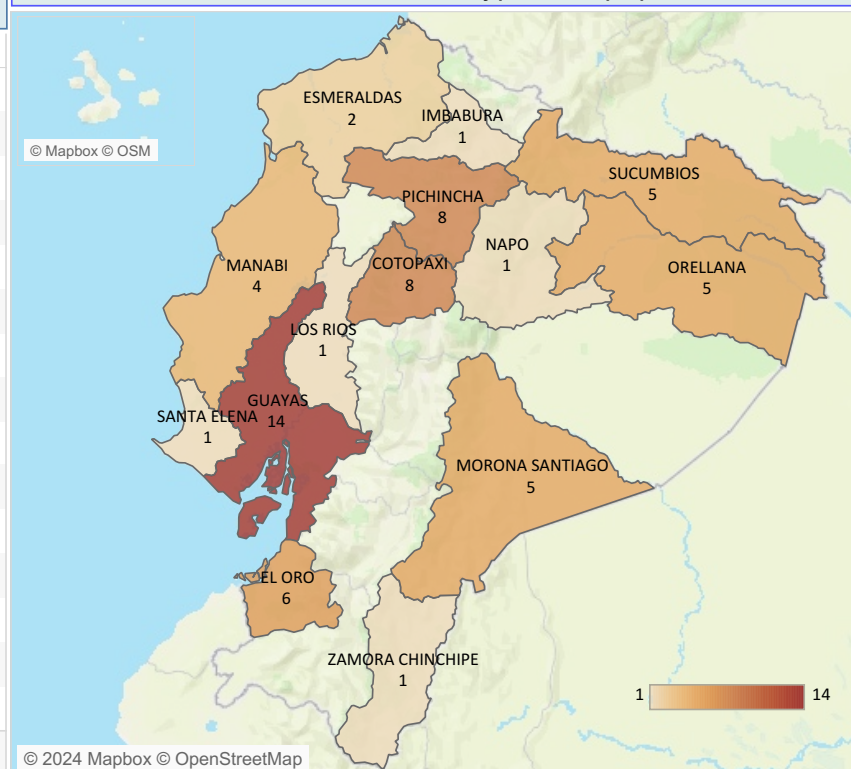 © Mapbox © OSM
ESMERALDAS
2
IMBABURA
1
SUCUMBIOS
5
PICHINCHA
8
NAPO
1
COTOPAXI
8
ORELLANA
5
MANABI
4
LOS RIOS
1
GUAYAS
14
SANTA ELENA
1
MORONA SANTIAGO
5
EL ORO
6
ZAMORA CHINCHIPE
1
1
14
© 2024 Mapbox © OpenStreetMap